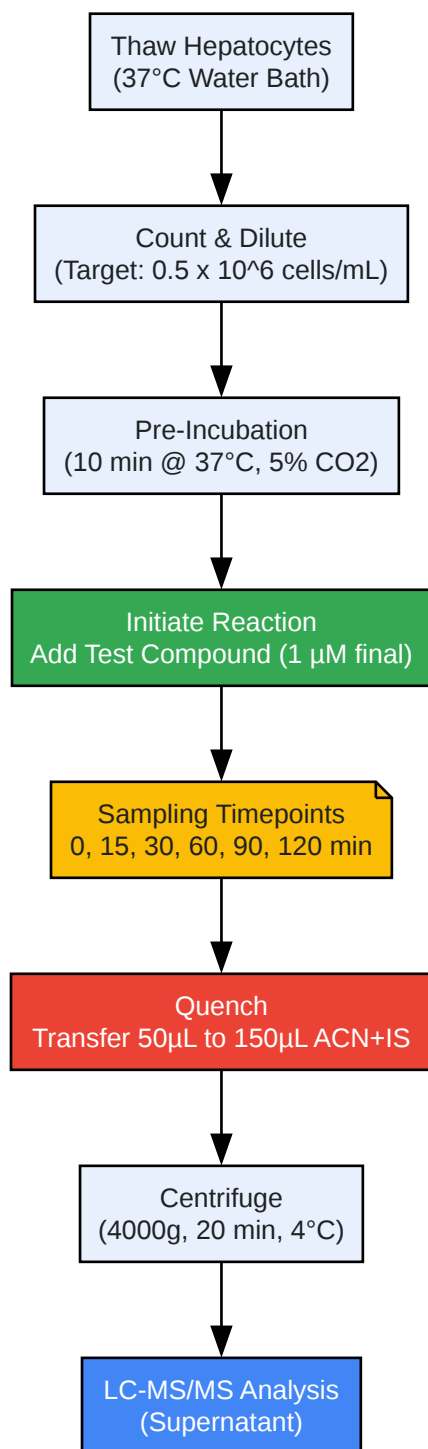 Thaw Hepatocytes
(37°C Water Bath)
Count & Dilute
(Target: 0.5 x 10^6 cells/mL)
Pre-Incubation
(10 min @ 37°C, 5% CO2)
Initiate Reaction
Add Test Compound (1 µM final)
Sampling Timepoints
0, 15, 30, 60, 90, 120 min
Quench
Transfer 50µL to 150µL ACN+IS
Centrifuge
(4000g, 20 min, 4°C)
LC-MS/MS Analysis
(Supernatant)